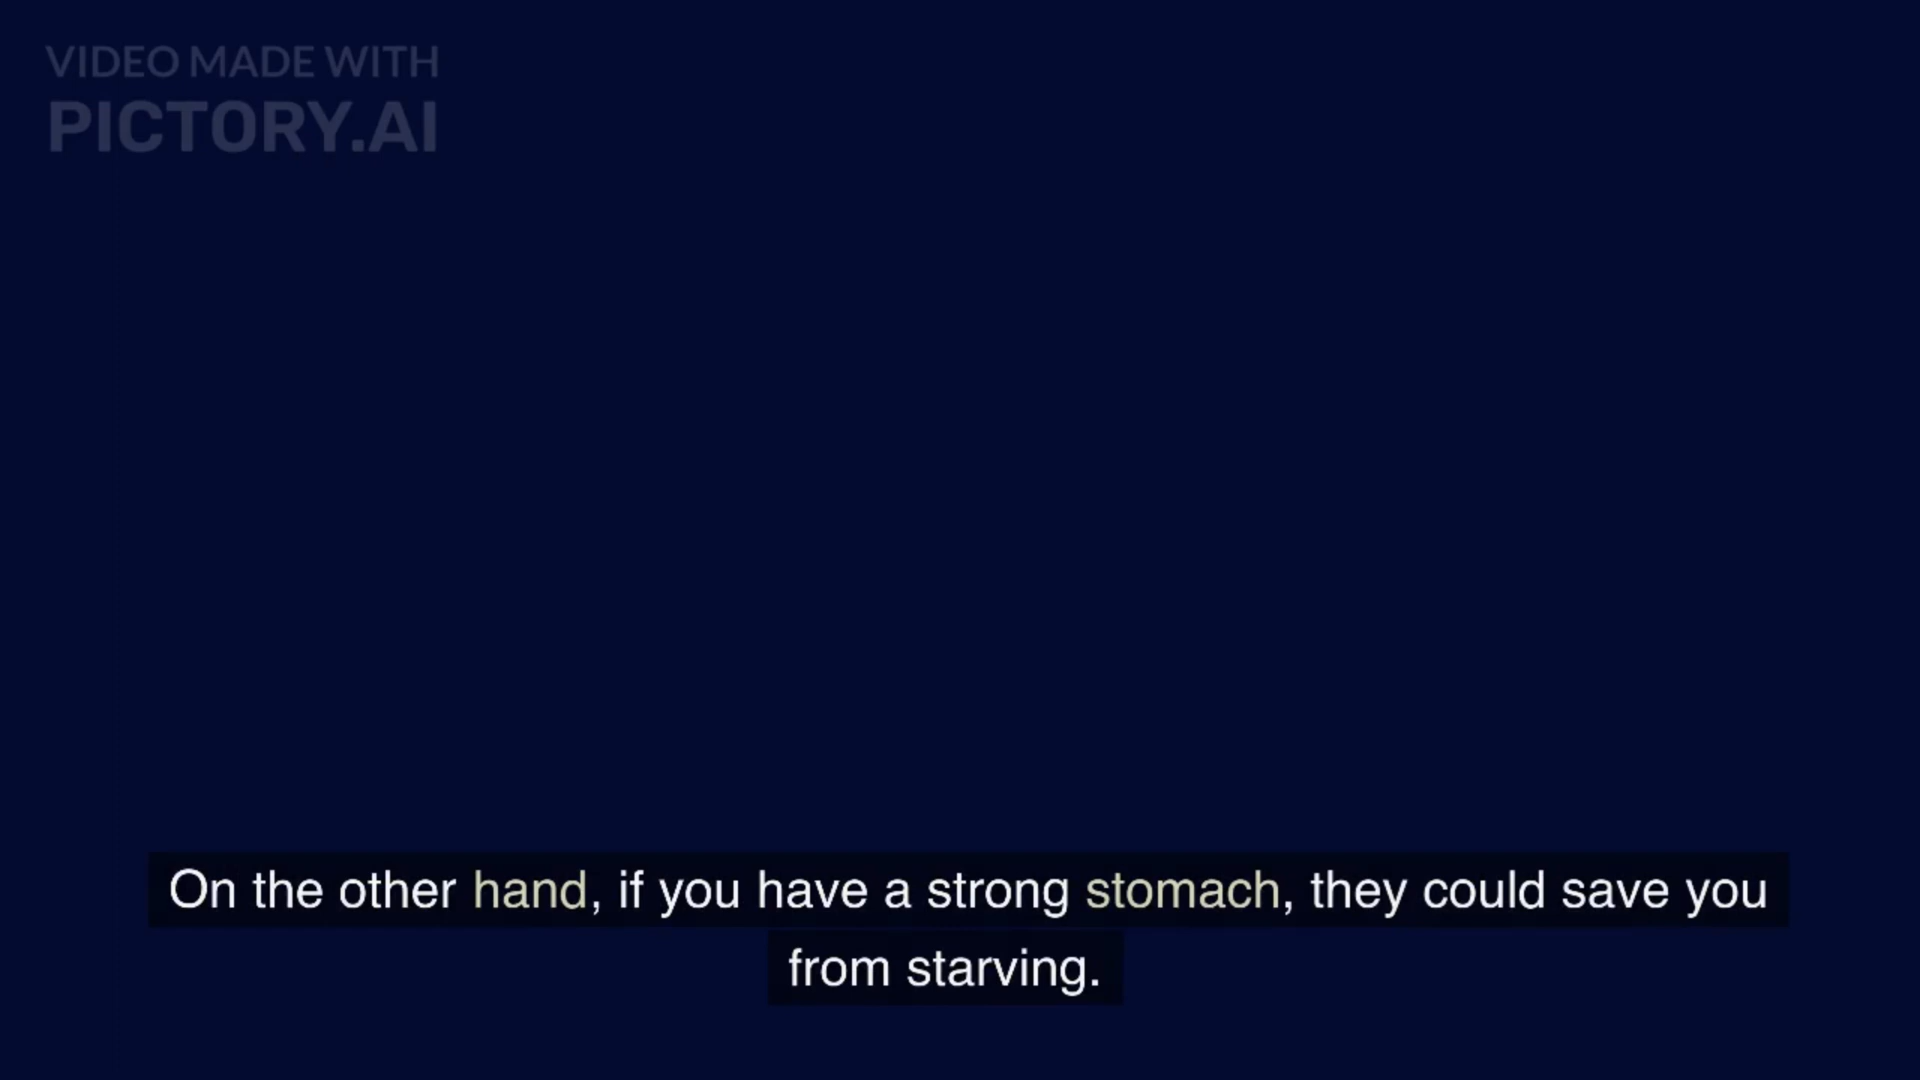 VIDEO MADE WITH
PICTORY.AI
On the other hand, if you have a strong stomach, they could save you
from starving.